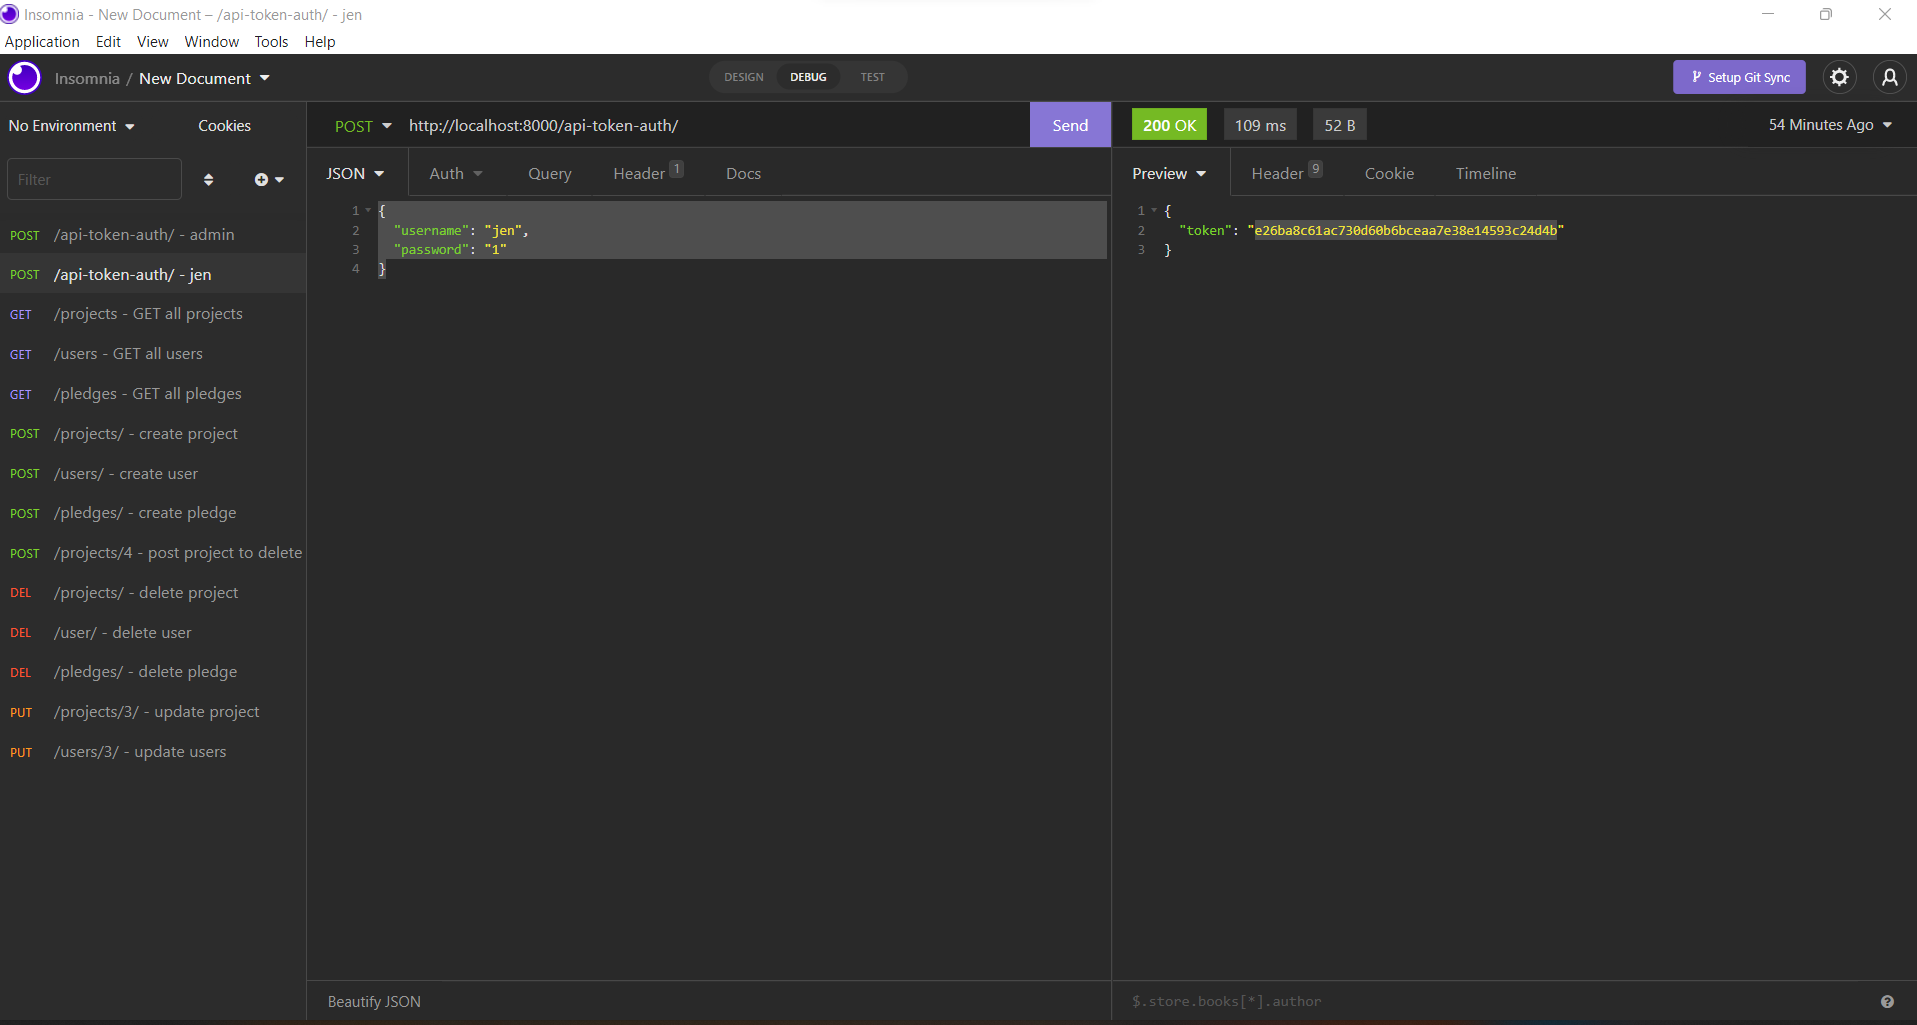 Insomnia - New Document – /api-token-auth/ - jen
Application Edit View Window Tools Help
Insomnia / New Document
DESIGN DEBUG TEST
Setup Git Sync
No Environment
Cookies
Filter
POST /api-token-auth/ - admin
POST /api-token-auth/ - jen
GET /projects - GET all projects
GET /users - GET all users
GET /pledges - GET all pledges
POST /projects/ - create project
POST /users/ - create user
POST /pledges/ - create pledge
POST /projects/4 - post project to delete
DEL /projects/ - delete project
DEL /user/ - delete user
DEL /pledges/ - delete pledge
PUT /projects/3/ - update project
PUT /users/3/ - update users
POST http://localhost:8000/api-token-auth/ Send
JSON Auth Query Header 1 Docs
1 {
2 "username": "jen",
3 "password": "1"
4 }
Beautify JSON
200 OK 109 ms 52 B 54 Minutes Ago
Preview Header 9 Cookie Timeline
1 {
2 "token": "e26ba8c61ac730d60b6bceaa7e38e14593c24d4b"
3 }
$.store.books[*].author